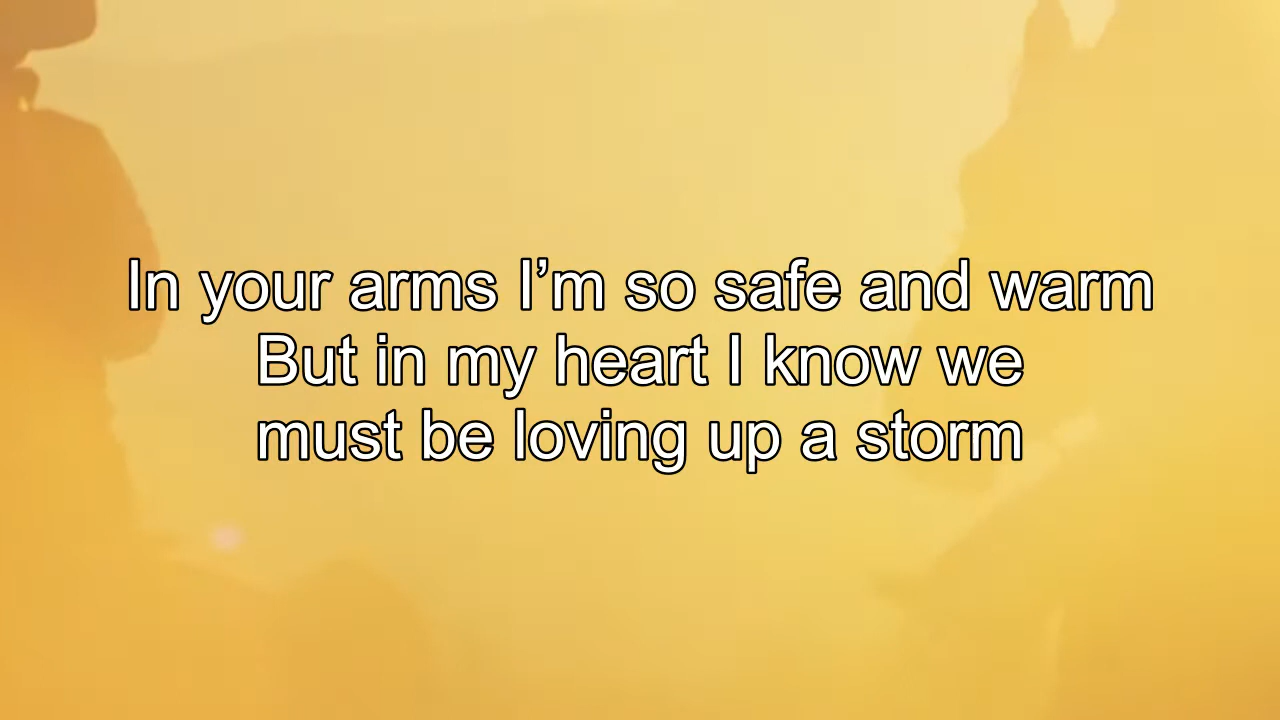 In your arms I’m so safe and warm
But in my heart I know we
must be loving up a storm